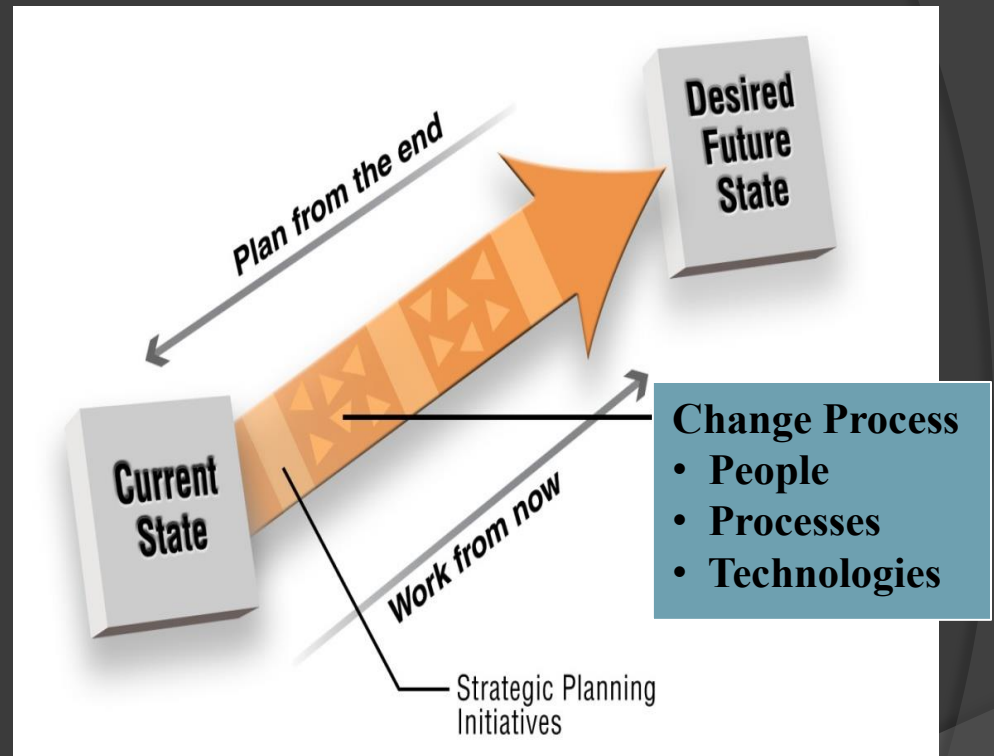 Desired
Future
State
Plan from the end
Current
State
Work from now
Change Process
• People
• Processes
• Technologies
Strategic Planning
Initiatives